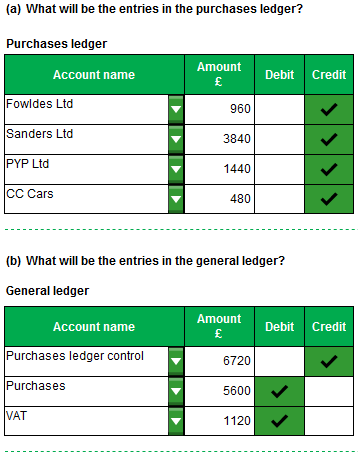 (a) What will be the entries in the purchases ledger?
Purchases ledger
Account name Amount £ Debit Credit
Fowldes Ltd 960
Sanders Ltd 3840
PYP Ltd 1440
CC Cars 480
(b) What will be the entries in the general ledger?
General ledger
Account name Amount £ Debit Credit
Purchases ledger control 6720
Purchases 5600
VAT 1120